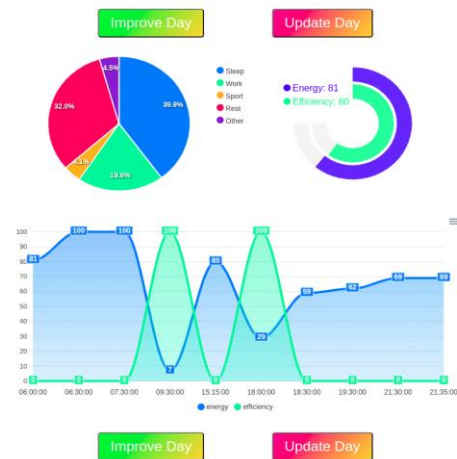 Improve Day Update Day
4.5%
39.9%
32.0%
4.1%
19.6%
Sleep
Work
Sport
Rest
Other
Energy: 81
Efficiency: 80
100
90
80
70
60
50
40
30
20
10
0
81 100 100 7 80 29 59 62 69 69
0 0 0 100 0 100 0 0 0 0
06:00:00 06:30:00 07:30:00 09:30:00 15:15:00 18:00:00 18:30:00 19:30:00 21:30:00 21:35:00
energy efficiency
Improve Day Update Day